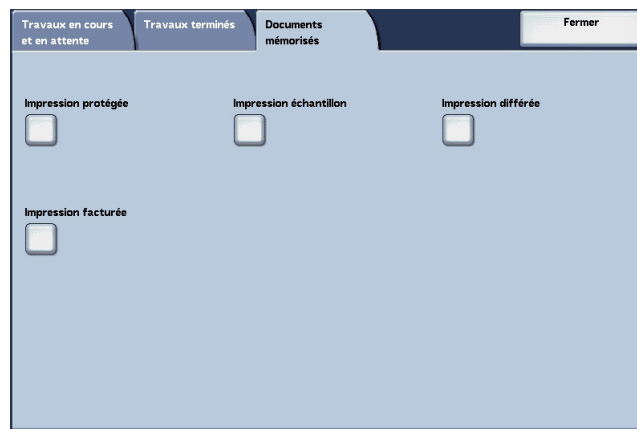 Travaux en cours
et en attente
Travaux terminés
Documents
mémorisés
Fermer
Impression protégée
Impression échantillon
Impression différée
Impression facturée